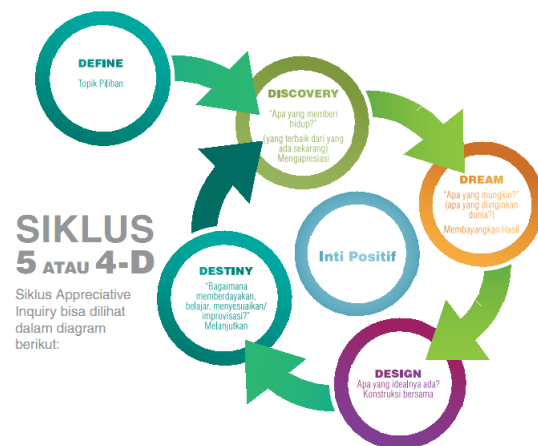 DEFINE
Topik Pilihan
DISCOVERY
"Apa yang memberi
hidup?"
(yang terbaik dari yang
ada sekarang)
Mengapresiasi
DREAM
"Apa yang mungkin?"
(apa yang diinginkan
dunia?)
Membayangkan Hasil
SIKLUS
5 ATAU 4-D
Siklus Appreciative
Inquiry bisa dilihat
dalam diagram
berikut:
Inti Positif
DESTINY
"Bagaimana
memberdayakan,
belajar, menyesuaikan/
improvisasi?"
Melanjutkan
DESIGN
Apa yang idealnya ada?
Konstruksi bersama